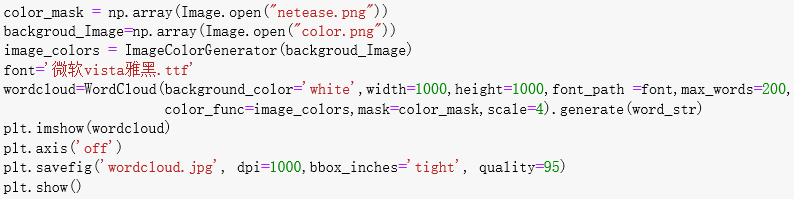 color_mask = np.array(Image.open("netease.png"))
backgroud_Image=np.array(Image.open("color.png"))
image_colors = ImageColorGenerator(backgroud_Image)
font='微软vista雅黑.ttf'
wordcloud=WordCloud(background_color='white',width=1000,height=1000,font_path =font,max_words=200,
color_func=image_colors,mask=color_mask,scale=4).generate(word_str)
plt.imshow(wordcloud)
plt.axis('off')
plt.savefig('wordcloud.jpg', dpi=1000,bbox_inches='tight', quality=95)
plt.show()